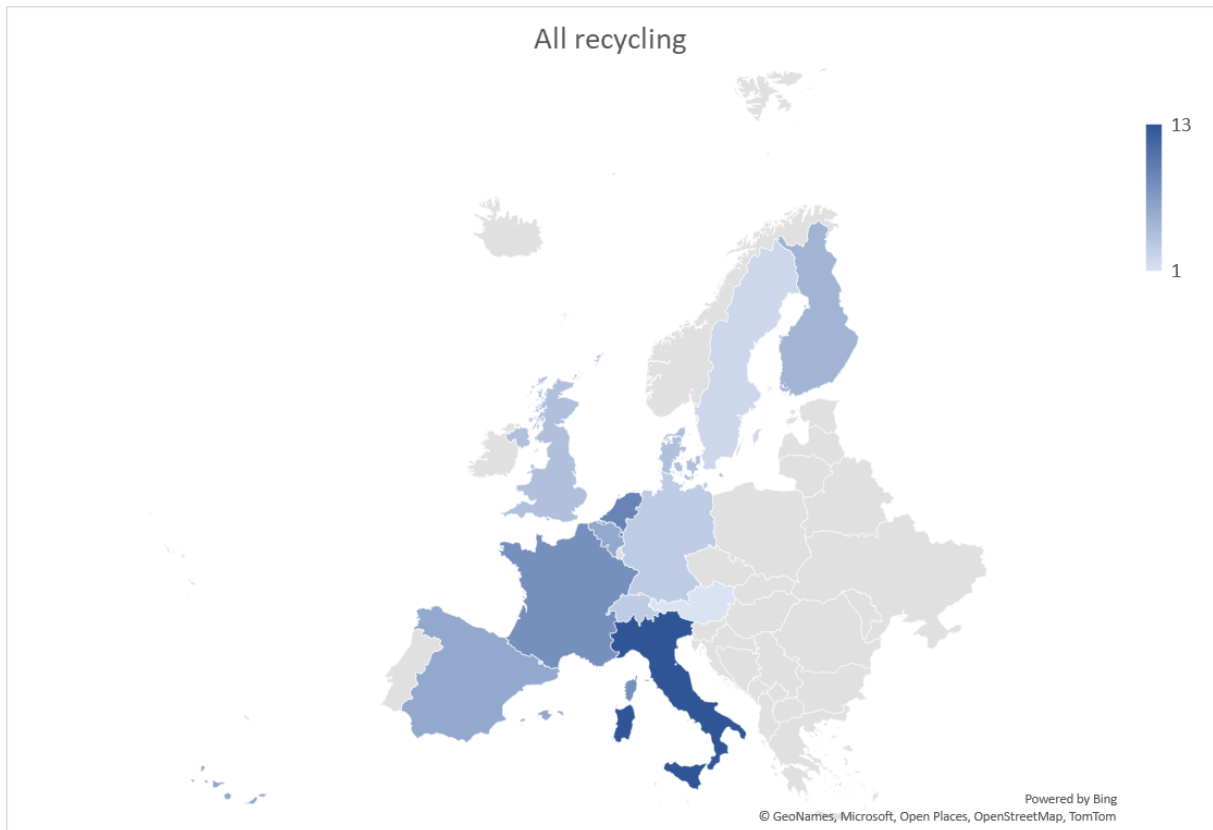 All recycling
13
1
Powered by Bing
© GeoNames, Microsoft, Open Places, OpenStreetMap, TomTom